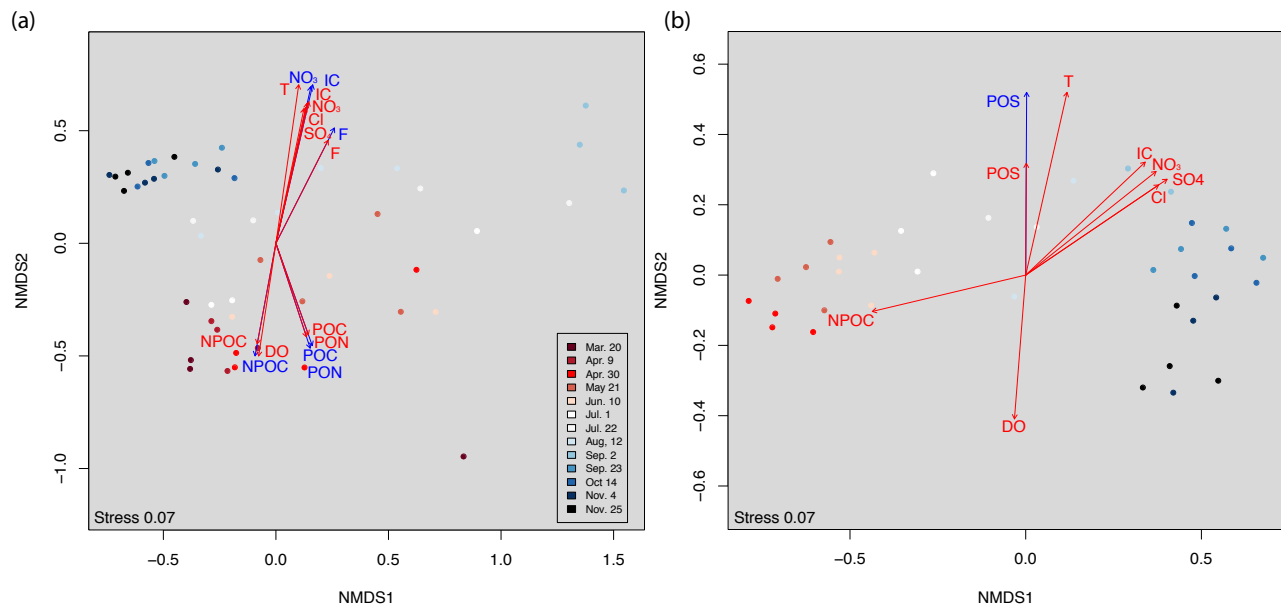 (a)
NMDS2
0.5
0.0
−0.5
−1.0
NO₃ IC
T
IC
NO₃
Cl
SO₄
F
F
NPOC
DO
POC
PON
NPOC
POC
PON
Mar. 20
Apr. 9
Apr. 30
May 21
Jun. 10
Jul. 1
Jul. 22
Aug, 12
Sep. 2
Sep. 23
Oct 14
Nov. 4
Nov. 25
Stress 0.07
−0.5 0.0 0.5 1.0 1.5
NMDS1
(b)
NMDS2
0.6
0.4
0.2
0.0
−0.2
−0.4
−0.6
T
POS
IC
NO₃
POS
SO4
Cl
NPOC
DO
Stress 0.07
−0.5 0.0 0.5
NMDS1